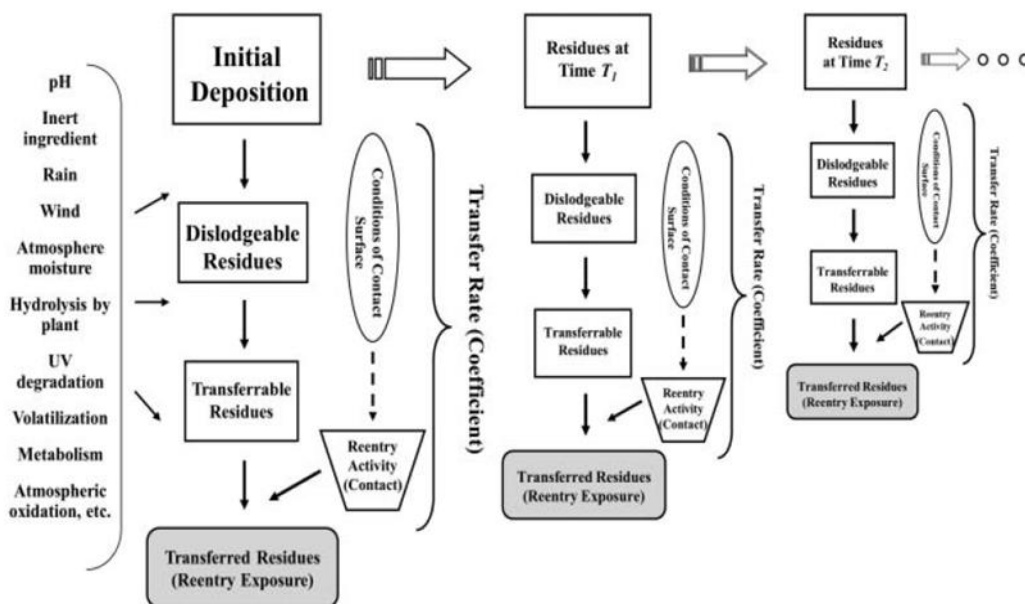 pH
Inert
ingredient
Rain
Wind
Atmosphere
moisture
Hydrolysis by
plant
UV
degradation
Volatilization
Metabolism
Atmospheric
oxidation, etc.
Initial
Deposition
Dislodgeable
Residues
Transferrable
Residues
Transferred Residues
(Reentry Exposure)
Conditions of Contact
Surface
Reentry
Activity
(Contact)
Transfer Rate (Coefficient)
Residues at
Time T1
Dislodgeable
Residues
Transferrable
Residues
Transferred Residues
(Reentry Exposure)
Conditions of Contact
Surface
Reentry
Activity
(Contact)
Transfer Rate (Coefficient)
Residues
at Time T2
Dislodgeable
Residues
Transferrable
Residues
Transferred Residues
(Reentry Exposure)
Conditions of Contact
Surface
Reentry
Activity
(Contact)
Transfer Rate (Coefficient)